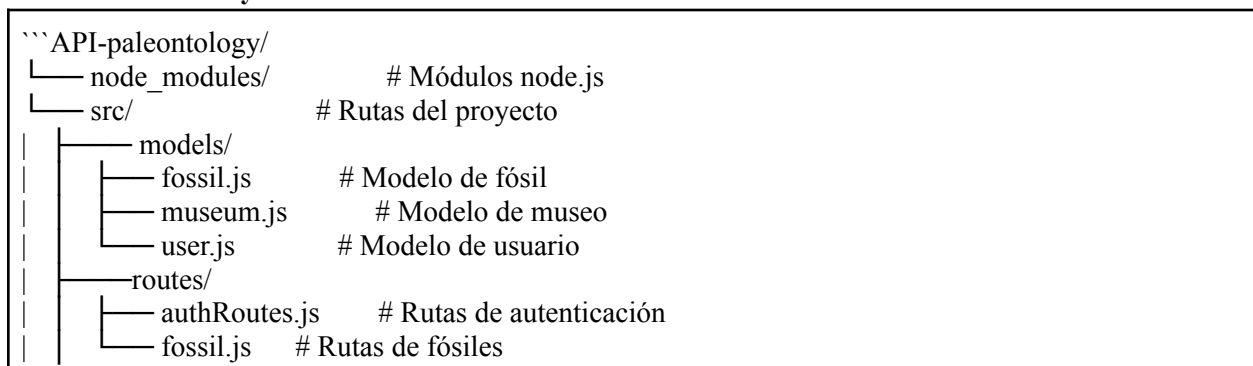 ```API-paleontology/
└── node_modules/ # Módulos node.js
└── src/ # Rutas del proyecto
|   ├── models/
|   │   ├── fossil.js # Modelo de fósil
|   │   ├── museum.js # Modelo de museo
|   │   └── user.js # Modelo de usuario
|   ├──routes/
|   │   ├── authRoutes.js # Rutas de autenticación
|   │   └── fossil.js # Rutas de fósiles